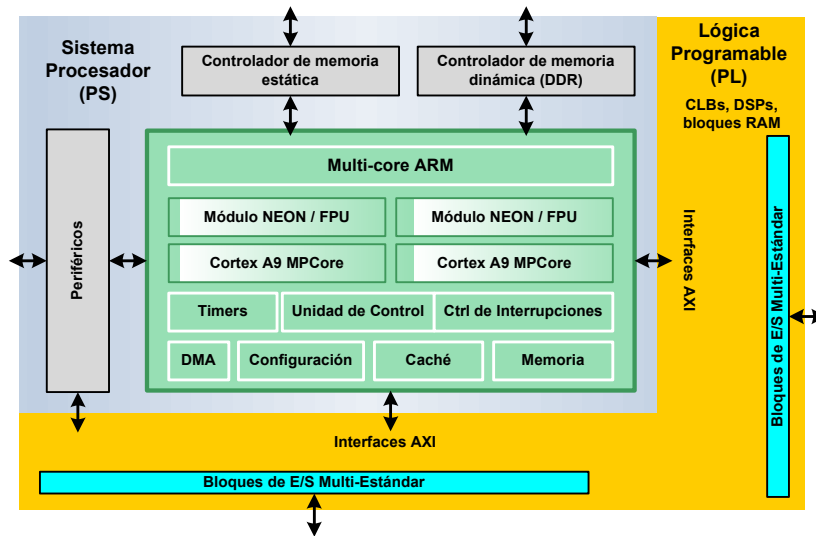 Sistema
Procesador
(PS)
Controlador de memoria
estática
Controlador de memoria
dinámica (DDR)
Lógica
Programable
(PL)
CLBs, DSPs,
bloques RAM
Periféricos
Multi-core ARM
Módulo NEON / FPU
Módulo NEON / FPU
Cortex A9 MPCore
Cortex A9 MPCore
Timers
Unidad de Control
Ctrl de Interrupciones
DMA
Configuración
Caché
Memoria
Interfaces AXI
Bloques de E/S Multi-Estándar
Interfaces AXI
Bloques de E/S Multi-Estándar